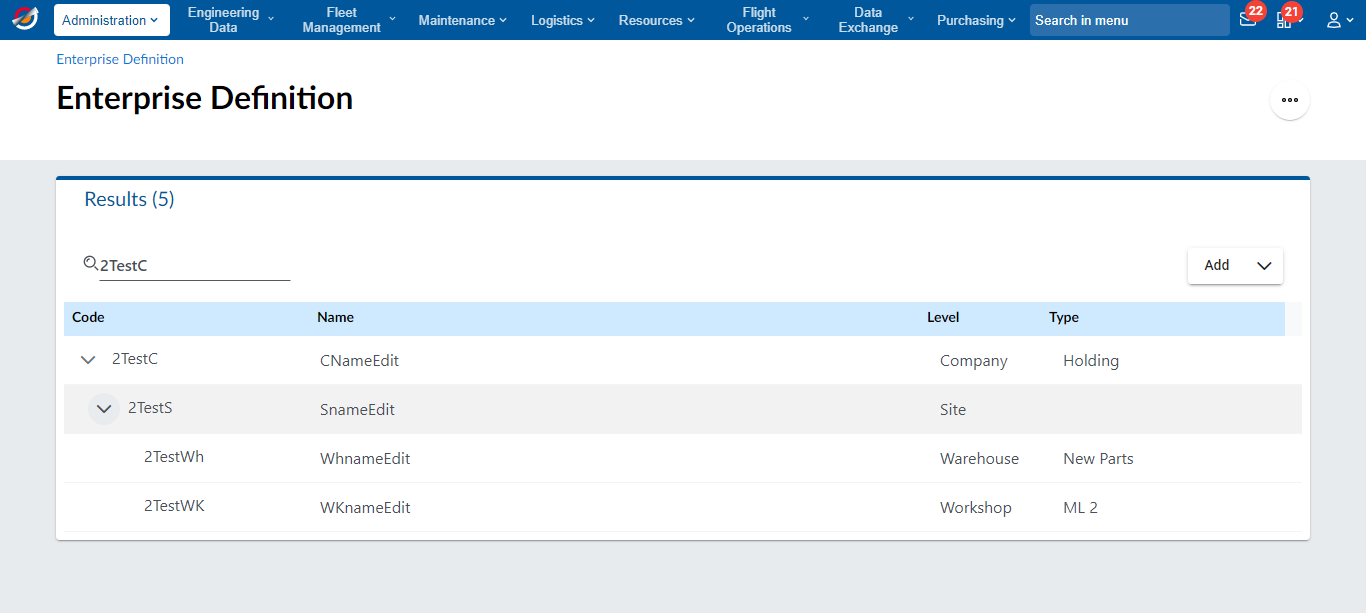 Administration
Engineering Data
Fleet Management
Maintenance
Logistics
Resources
Flight Operations
Data Exchange
Purchasing
Search in menu
22
21
Enterprise Definition
Enterprise Definition
Results (5)
2TestC
Add
Code Name Level Type
2TestC CNameEdit Company Holding
2TestS SnameEdit Site
2TestWh WhnameEdit Warehouse New Parts
2TestWK WKnameEdit Workshop ML 2